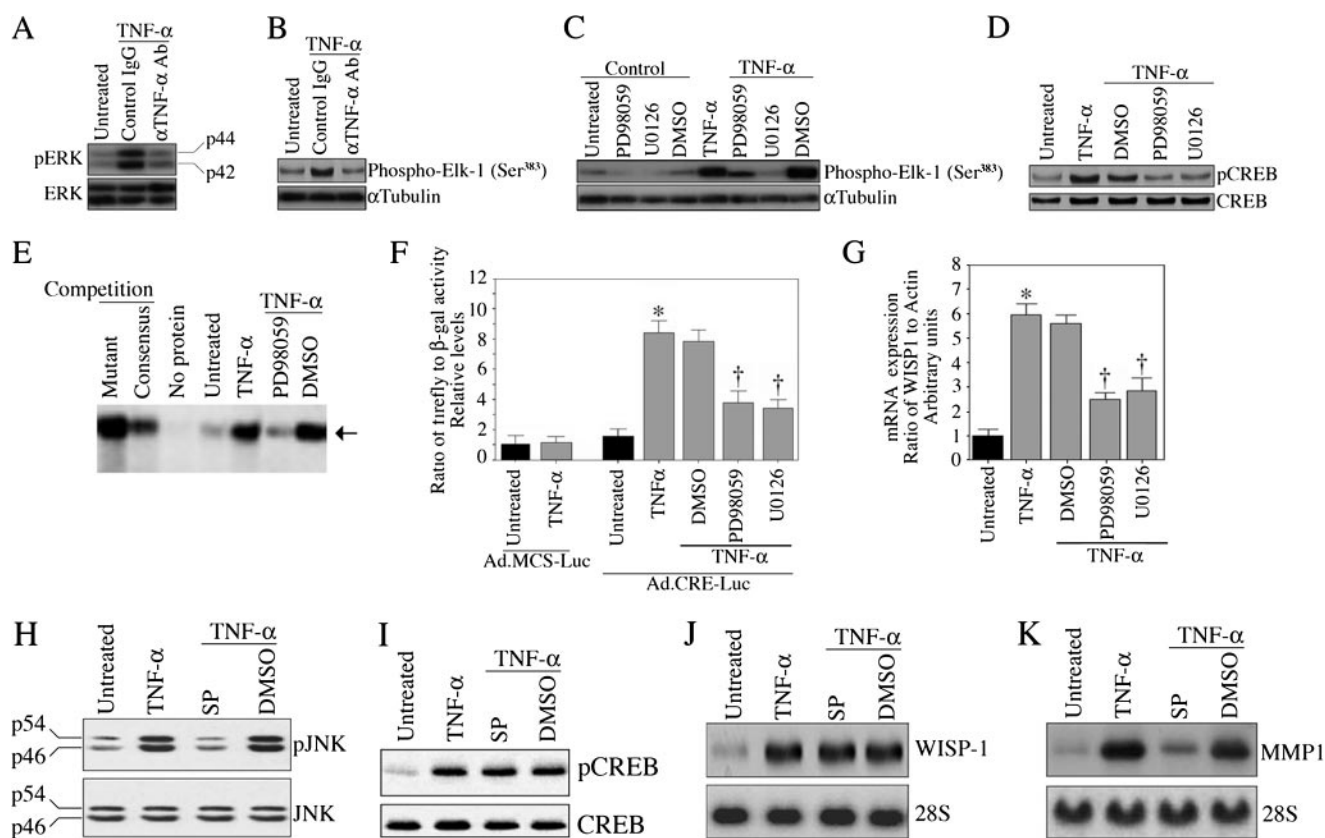 A
TNF-α
Untreated
Control IgG
αTNF-α Ab
pERK
p44
p42
ERK
B
TNF-α
Untreated
Control IgG
αTNF-α Ab
Phospho-Elk-1 (Ser³⁸³)
αTubulin
C
Control
TNF-α
Untreated
PD98059
U0126
DMSO
TNF-α
PD98059
U0126
DMSO
Phospho-Elk-1 (Ser³⁸³)
αTubulin
D
TNF-α
Untreated
TNF-α
DMSO
PD98059
U0126
pCREB
CREB
E
Competition
TNF-α
Mutant
Consensus
No protein
Untreated
TNF-α
PD98059
DMSO
F
Ratio of firefly to β-gal activity
Relative levels
12
10
8
6
4
2
0
*
†
†
Untreated
TNF-α
Untreated
TNFα
DMSO
PD98059
U0126
Ad.MCS-Luc
TNF-α
Ad.CRE-Luc
G
mRNA expression
Ratio of WISP1 to Actin
Arbitrary units
8
7
6
5
4
3
2
1
0
*
†
†
Untreated
TNF-α
DMSO
PD98059
U0126
TNF-α
H
TNF-α
Untreated
TNF-α
SP
DMSO
p54
p46
pJNK
p54
p46
JNK
I
TNF-α
Untreated
TNF-α
SP
DMSO
pCREB
CREB
J
TNF-α
Untreated
TNF-α
SP
DMSO
WISP-1
28S
K
TNF-α
Untreated
TNF-α
SP
DMSO
MMP1
28S